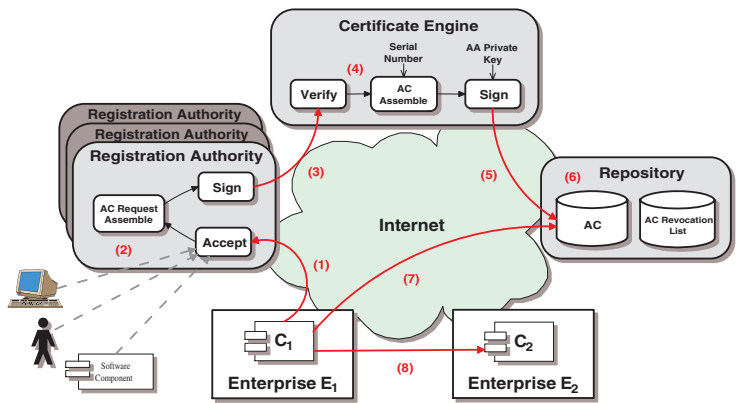 Certificate Engine
Serial
Number
AA Private
Key
(4)
Verify
AC
Assemble
Sign
Registration Authority
Registration Authority
Registration Authority
(3)
Sign
AC Request
Assemble
(2)
Accept
(1)
Internet
(5)
(6)
Repository
AC
AC Revocation
List
(7)
C1
Enterprise E1
(8)
C2
Enterprise E2
Software
Component